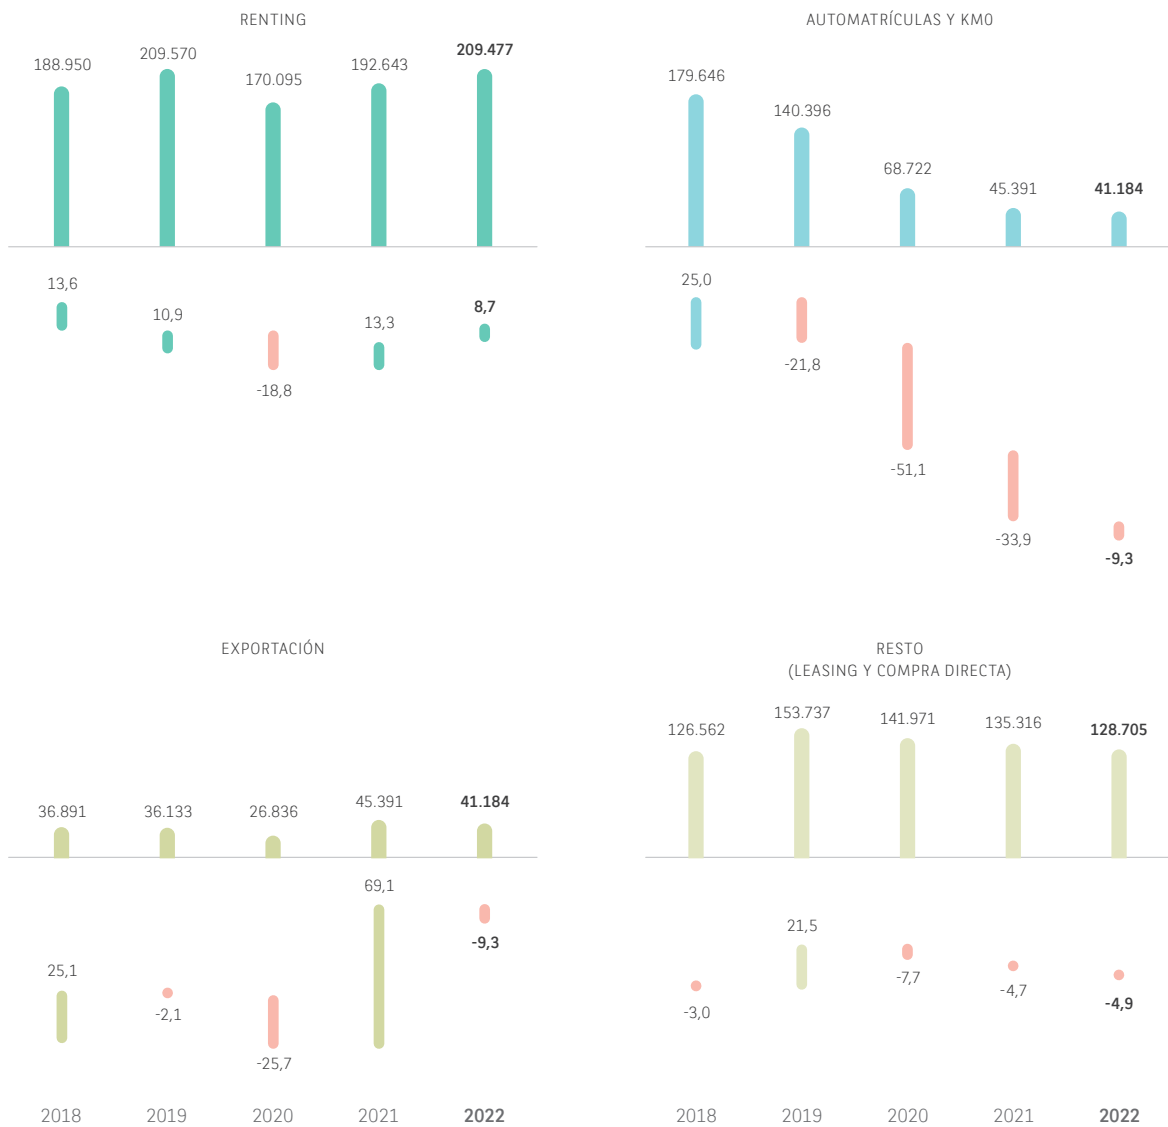 RENTING
188.950 209.570 170.095 192.643 209.477
13,6 10,9 -18,8 13,3 8,7
AUTOMATRÍCULAS Y KM0
179.646 140.396 68.722 45.391 41.184
25,0 -21,8 -51,1 -33,9 -9,3
EXPORTACIÓN
36.891 36.133 26.836 45.391 41.184
25,1 -2,1 -25,7 69,1 -9,3
2018 2019 2020 2021 2022
RESTO
(LEASING Y COMPRA DIRECTA)
126.562 153.737 141.971 135.316 128.705
-3,0 21,5 -7,7 -4,7 -4,9
2018 2019 2020 2021 2022